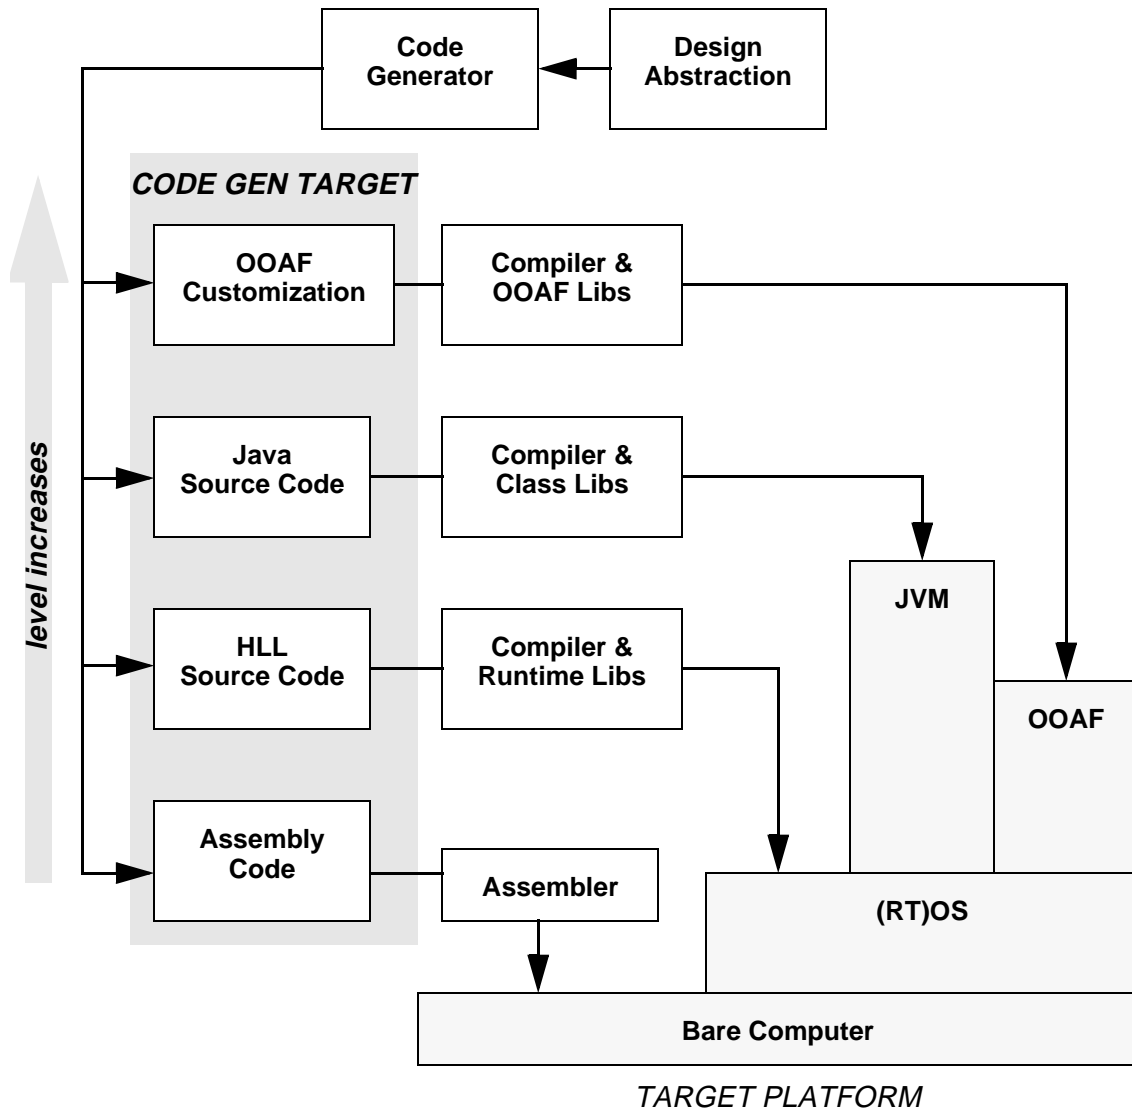 Code
Generator
Design
Abstraction
CODE GEN TARGET
OOAF
Customization
Compiler &
OOAF Libs
Java
Source Code
Compiler &
Class Libs
level increases
JVM
HLL
Source Code
Compiler &
Runtime Libs
OOAF
Assembly
Code
Assembler
(RT)OS
Bare Computer
TARGET PLATFORM